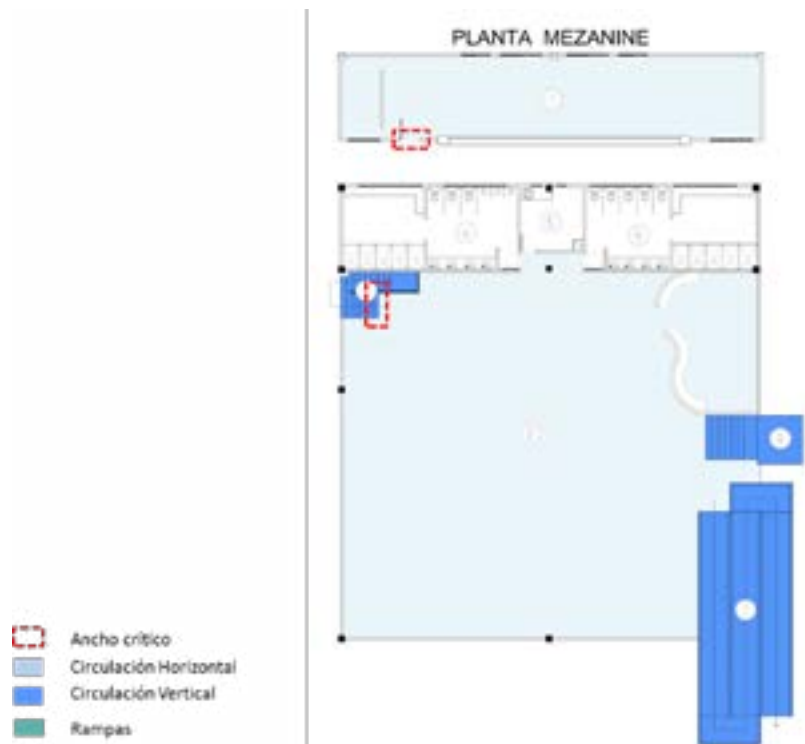 PLANTA MEZANINE
Ancho crítico
Circulación Horizontal
Circulación Vertical
Rampas